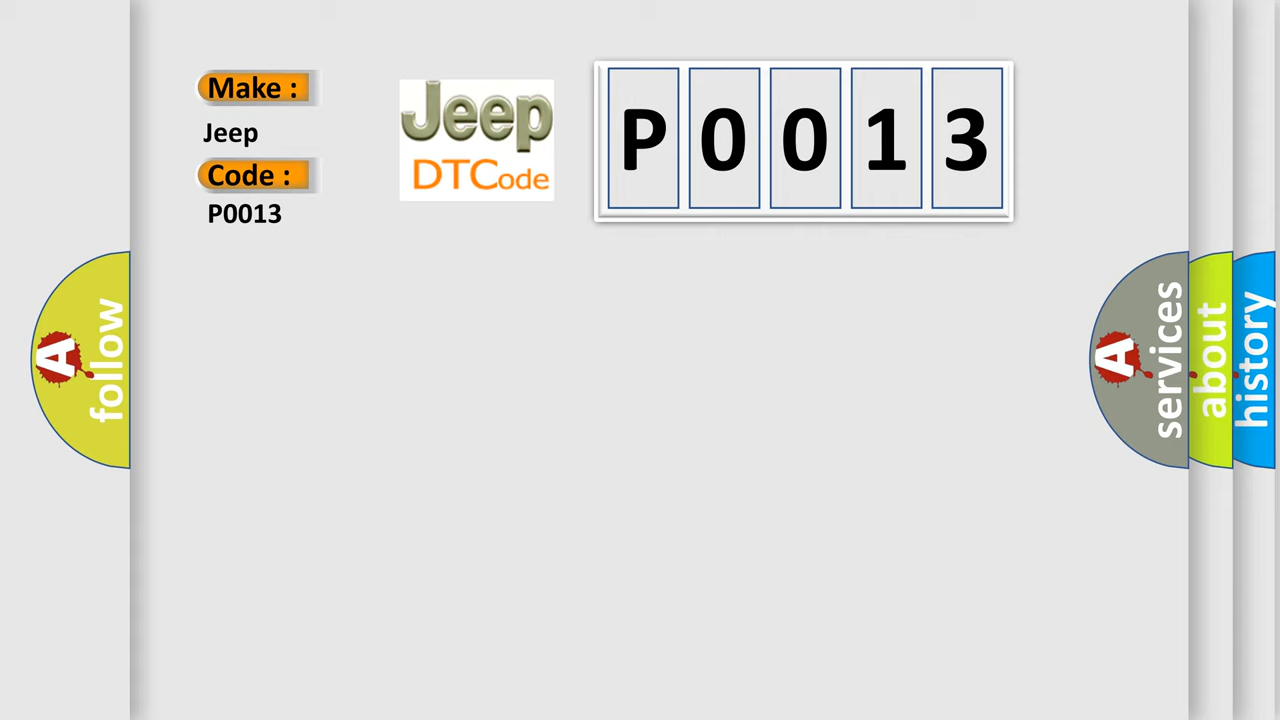 Make :
Jeep
Code :
P0013
Jeep
DTCode
P 0 0 1 3
A follow
A services
about
history